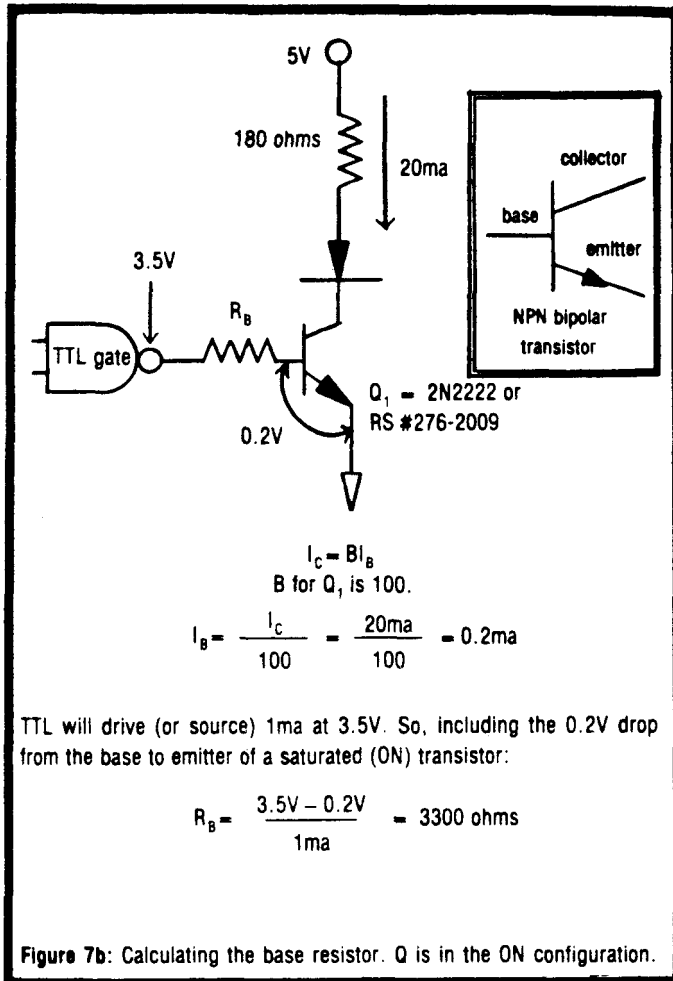 5V
180 ohms
20ma
collector
base
emitter
NPN bipolar
transistor
3.5V
R_B
TTL gate
0.2V
Q₁ = 2N2222 or
RS #276-2009
I_C = BI_B
B for Q₁ is 100.
I_B = I_C / 100 = 20ma / 100 = 0.2ma
TTL will drive (or source) 1ma at 3.5V. So, including the 0.2V drop
from the base to emitter of a saturated (ON) transistor:
R_B = 3.5V – 0.2V / 1ma = 3300 ohms
Figure 7b: Calculating the base resistor. Q is in the ON configuration.